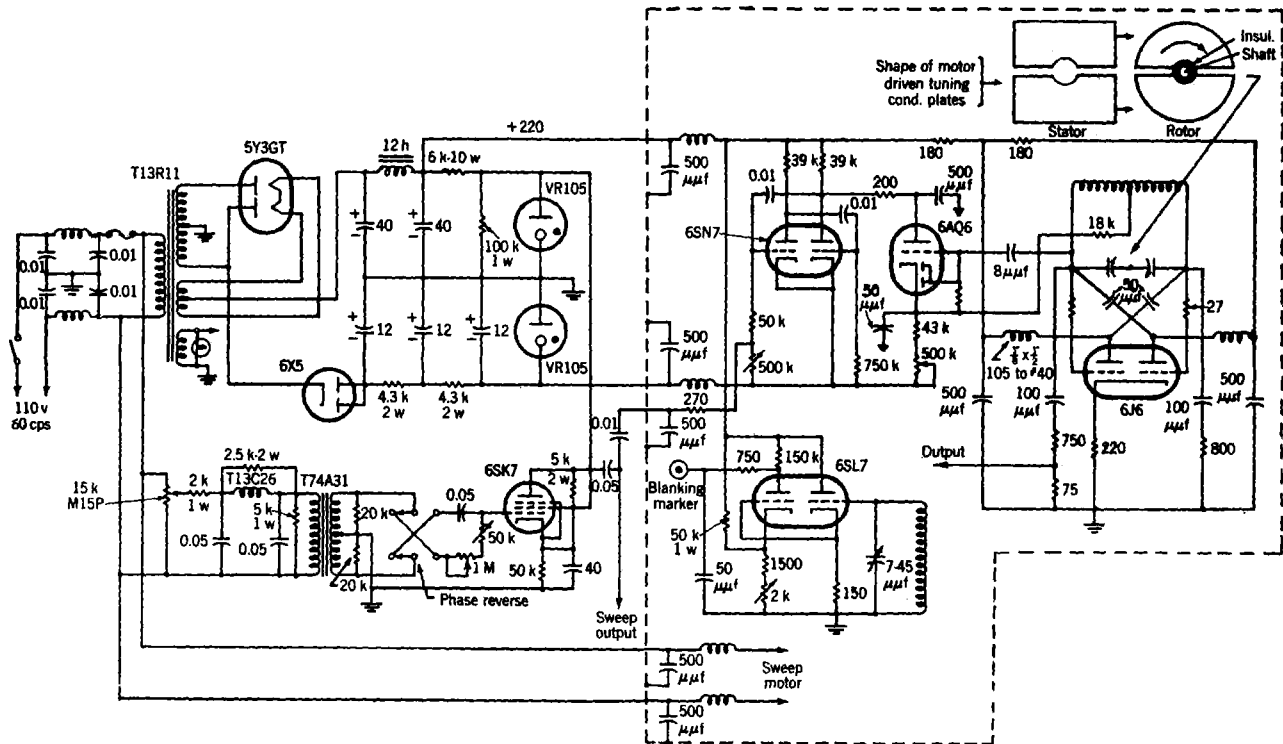 Shape of motor
driven tuning
cond. plates
Insul.
Shaft
Stator
Rotor
+220
5Y3GT
T13R11
12 h
6 k-10 w
VR105
40
40
100 k
1 w
0.01
0.01
0.01
0.01
12
12
12
VR105
6X5
4.3 k
2 w
4.3 k
2 w
110 v
60 cps
500
μμf
39 k
39 k
180
180
0.01
200
500
μμf
0.01
6SN7
6AQ6
18 k
8 μμf
50
μμf
50
μμf
27
500
μμf
50 k
500 k
750 k
43 k
500 k
105 to 40
500
μμf
100
μμf
6J6
100
μμf
500
μμf
270
500
μμf
750
220
800
Output
75
2.5 k-2 w
T13C26
T74A31
15 k
M15P
2 k
1 w
5 k
1 w
0.05
0.05
20 k
20 k
0.05
6SK7
5 k
2 w
0.01
0.05
50 k
1 M
50 k
40
Phase reverse
Sweep
output
Blanking
marker
750
150 k
6SL7
50 k
1 w
50
μμf
1500
2 k
150
7-45
μμf
500
μμf
Sweep
motor
500
μμf